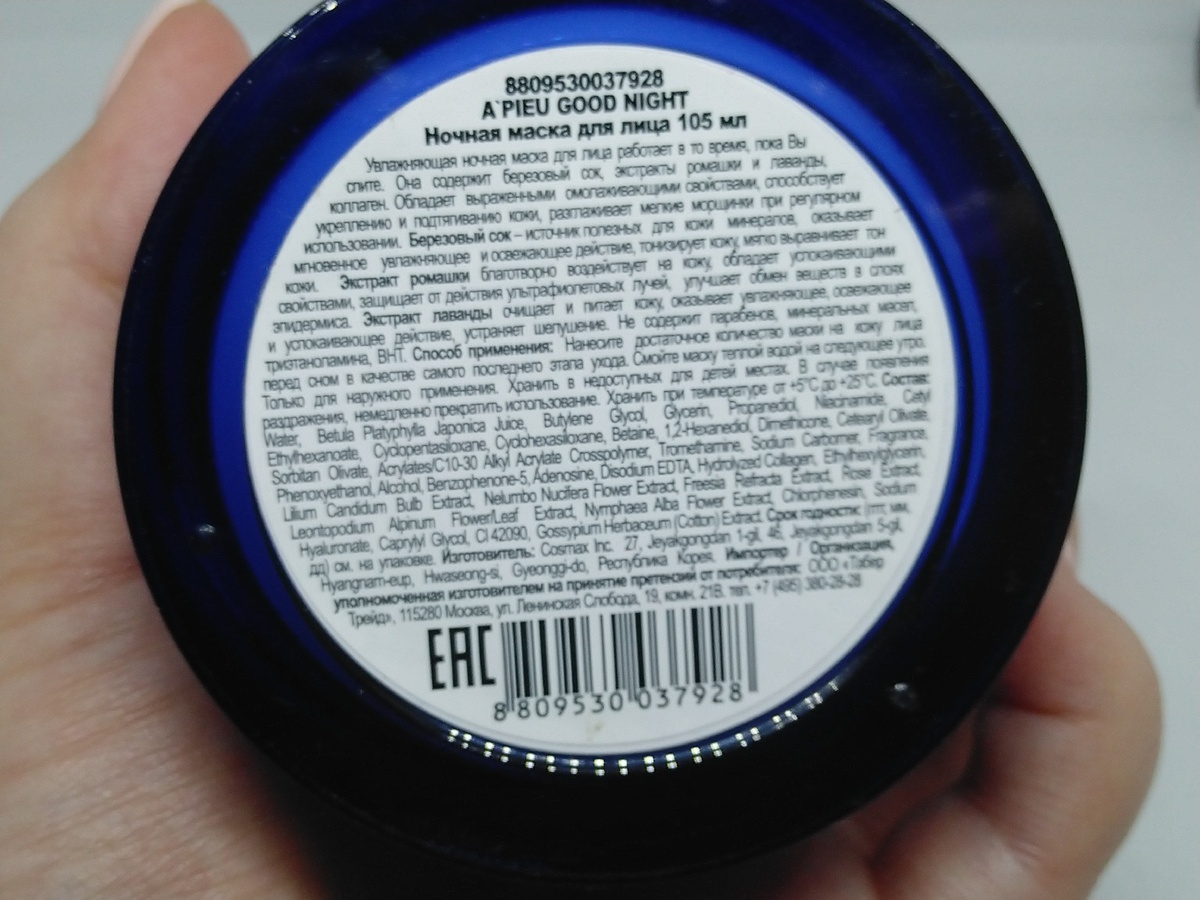 8809530037928
A`PIEU GOOD NIGHT
Ночная маска для лица 105 мл
Увлажняющая ночная маска для лица работает в то время, пока Вы
спите. Она содержит березовый сок, экстракты ромашки и лаванды,
коллаген. Обладает выраженными омолаживающими свойствами, способствует
укреплению и подтягиванию кожи, разглаживает мелкие морщинки при регулярном
использовании. Березовый сок – источник полезных для кожи минералов, оказывает
мгновенное увлажняющее и освежающее действие, тонизирует кожу, мягко выравнивает тон
кожи. Экстракт ромашки благотворно воздействует на кожу, обладает успокаивающими
свойствами, защищает от действия ультрафиолетовых лучей, улучшает обмен веществ в слоях
эпидермиса. Экстракт лаванды очищает и питает кожу, оказывает увлажняющее, освежающее
и успокаивающее действие, устраняет шелушение. Не содержит парабенов, минеральных масел,
триэтаноламина, BHT. Способ применения: Нанесите достаточное количество маски на кожу лица
перед сном в качестве самого последнего этапа ухода. Смойте маску теплой водой на следующее утро.
Только для наружного применения. Хранить в недоступных для детей местах. В случае появления
раздражения, немедленно прекратить использование. Хранить при температуре от +5°C до +25°C. Состав:
Water, Betula Platyphylla Japonica Juice, Butylene Glycol, Glycerin, Propanediol, Niacinamide, Cetyl
Ethylhexanoate, Cyclopentasiloxane, Cyclohexasiloxane, Betaine, 1,2-Hexanediol, Dimethicone, Cetearyl Olivate,
Sorbitan Olivate, Acrylates/C10-30 Alkyl Acrylate Crosspolymer, Tromethamine, Sodium Carbomer, Fragrance,
Phenoxyethanol, Alcohol, Benzophenone-5, Adenosine, Disodium EDTA, Hydrolyzed Collagen, Ethylhexylglycerin,
Lilium Candidum Bulb Extract, Nelumbo Nucifera Flower Extract, Freesia Refracta Extract, Rose Extract,
Leontopodium Alpinum Flower/Leaf Extract, Nymphaea Alba Flower Extract, Chlorphenesin, Sodium
Hyaluronate, Caprylyl Glycol, CI 42090, Gossypium Herbaceum (Cotton) Extract. Срок годности: (гггг, мм,
дд) см. на упаковке. Изготовитель: Cosmax Inc. 27, Jeyakgongdan 1-gil, 46, Jeyakgongdan 5-gil,
Hyangnam-eup, Hwaseong-si, Gyeonggi-do, Республика Корея. Импортер / Организация,
уполномоченная изготовителем на принятие претензий от потребителя: ООО «Табер
Трейд», 115280 Москва, ул. Ленинская Слобода, 19, комн. 21В. тел. +7 (495) 380-28-28
EAC
8 809530 037928